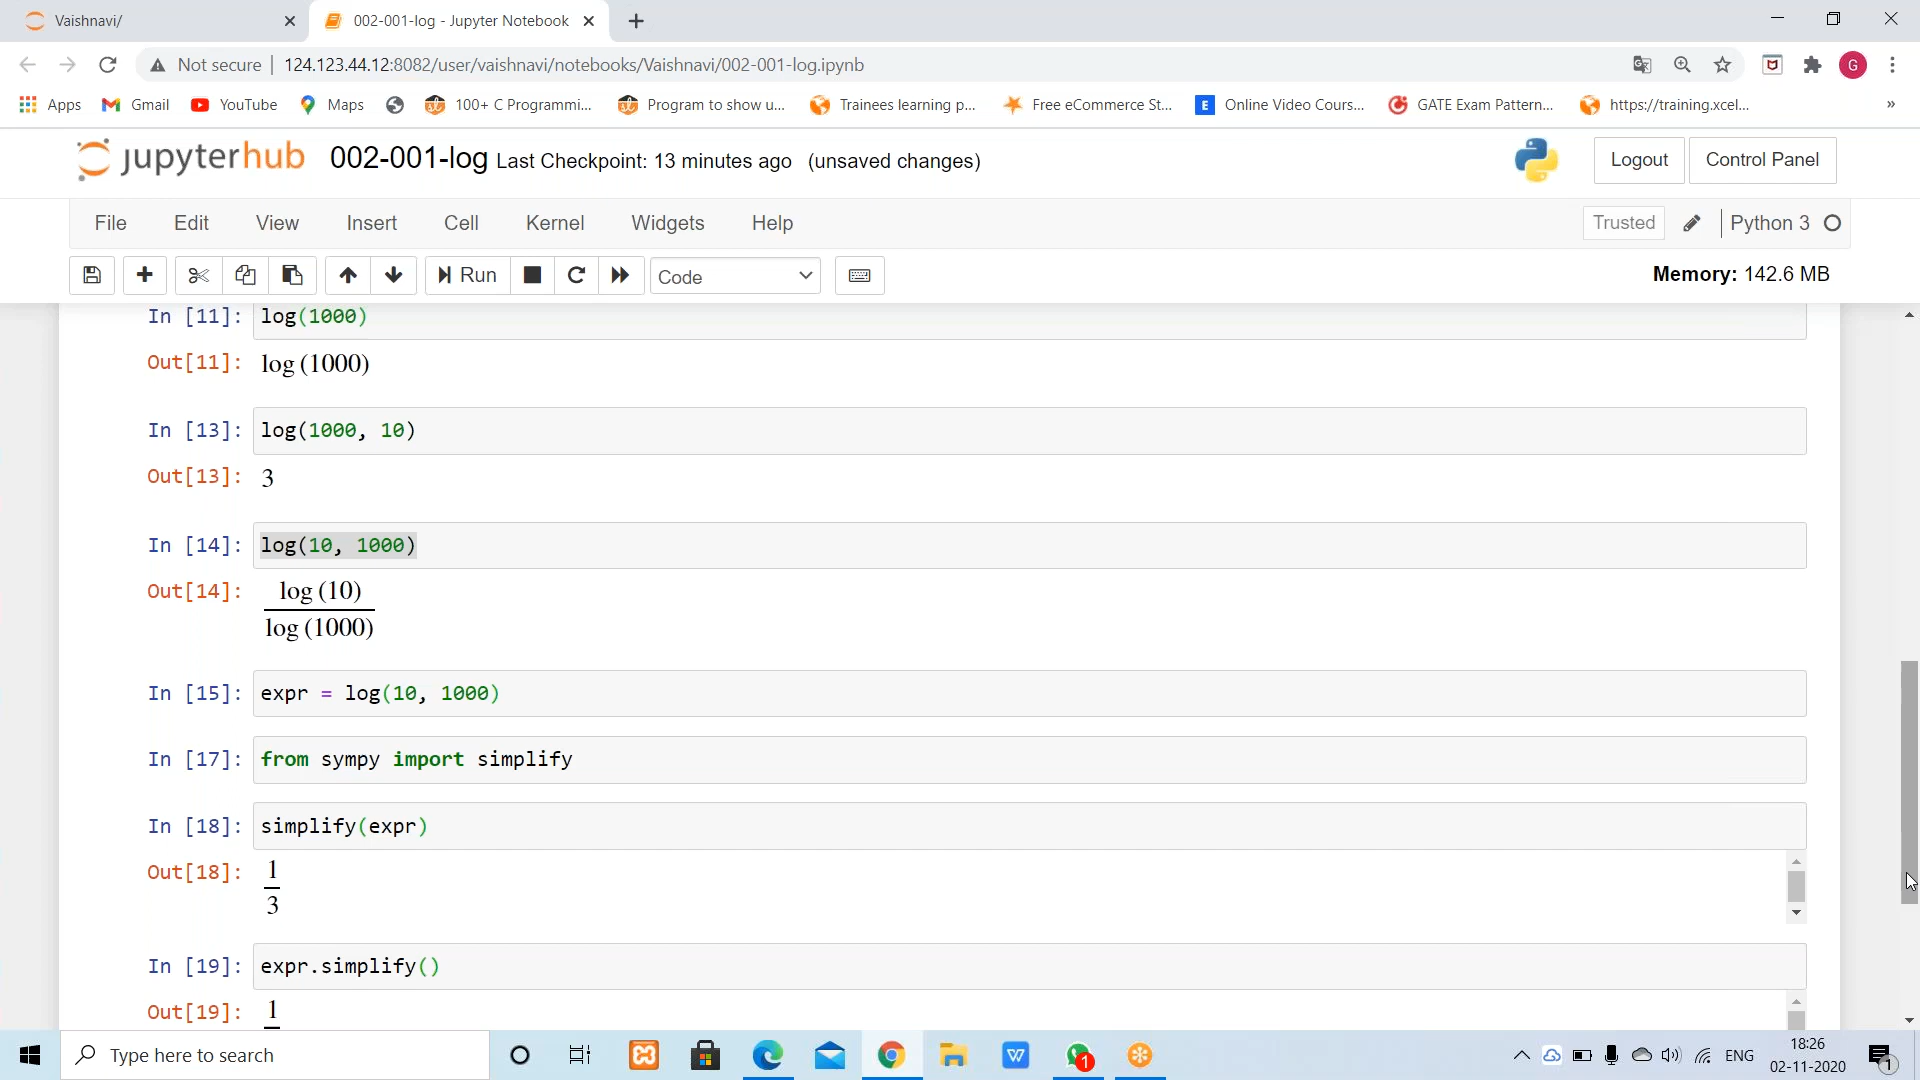 Vaishnavi/
002-001-log - Jupyter Notebook
Not secure
124.123.44.12:8082/user/vaishnavi/notebooks/Vaishnavi/002-001-log.ipynb
G
Apps
Gmail
YouTube
Maps
100+ C Programmi...
Program to show u...
Trainees learning p...
Free eCommerce St...
E
Online Video Cours...
GATE Exam Pattern...
https://training.xcel...
»
jupyterhub
002-001-log Last Checkpoint: 13 minutes ago (unsaved changes)
Logout
Control Panel
File
Edit
View
Insert
Cell
Kernel
Widgets
Help
Trusted
Python 3
Run
Code
Memory: 142.6 MB
In [11]: log(1000)
Out[11]: log (1000)
In [13]: log(1000, 10)
Out[13]: 3
In [14]: log(10, 1000)
Out[14]: log (10)
log (1000)
In [15]: expr = log(10, 1000)
In [17]: from sympy import simplify
In [18]: simplify(expr)
Out[18]: 1
3
In [19]: expr.simplify()
Out[19]: 1
Type here to search
W
1
ENG
18:26
02-11-2020
1